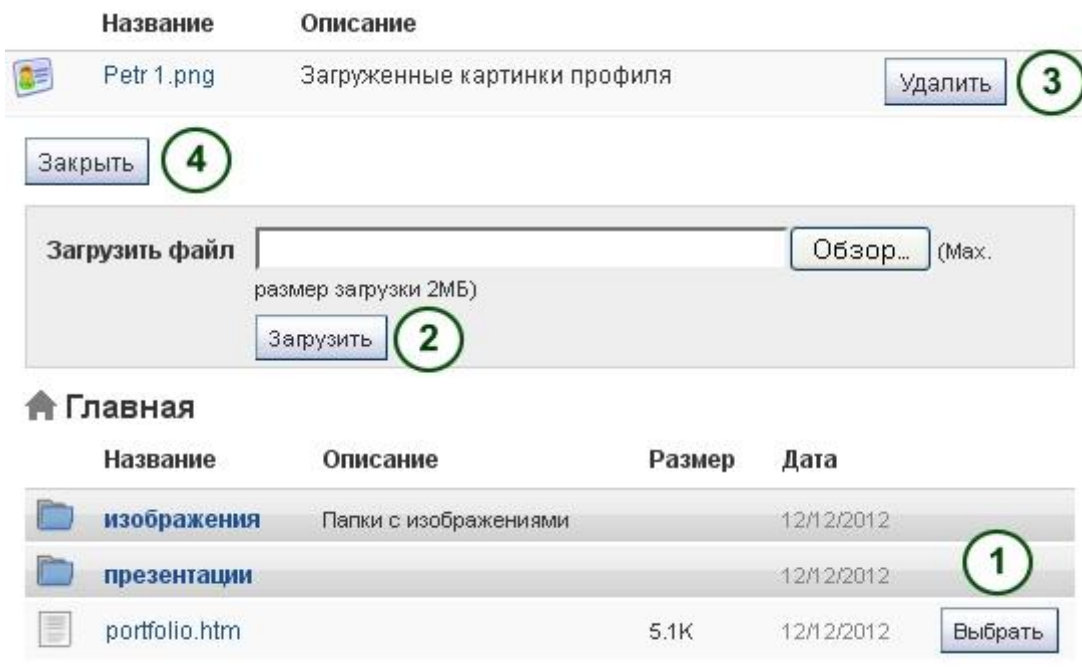 Название Описание
Petr 1.png Загруженные картинки профиля Удалить 3
Закрыть 4
Загрузить файл Обзор... (Max.
размер загрузки 2МБ)
Загрузить 2
Главная
Название Описание Размер Дата
изображения Папки с изображениями 12/12/2012
презентации 12/12/2012 1
portfolio.htm 5.1K 12/12/2012 Выбрать